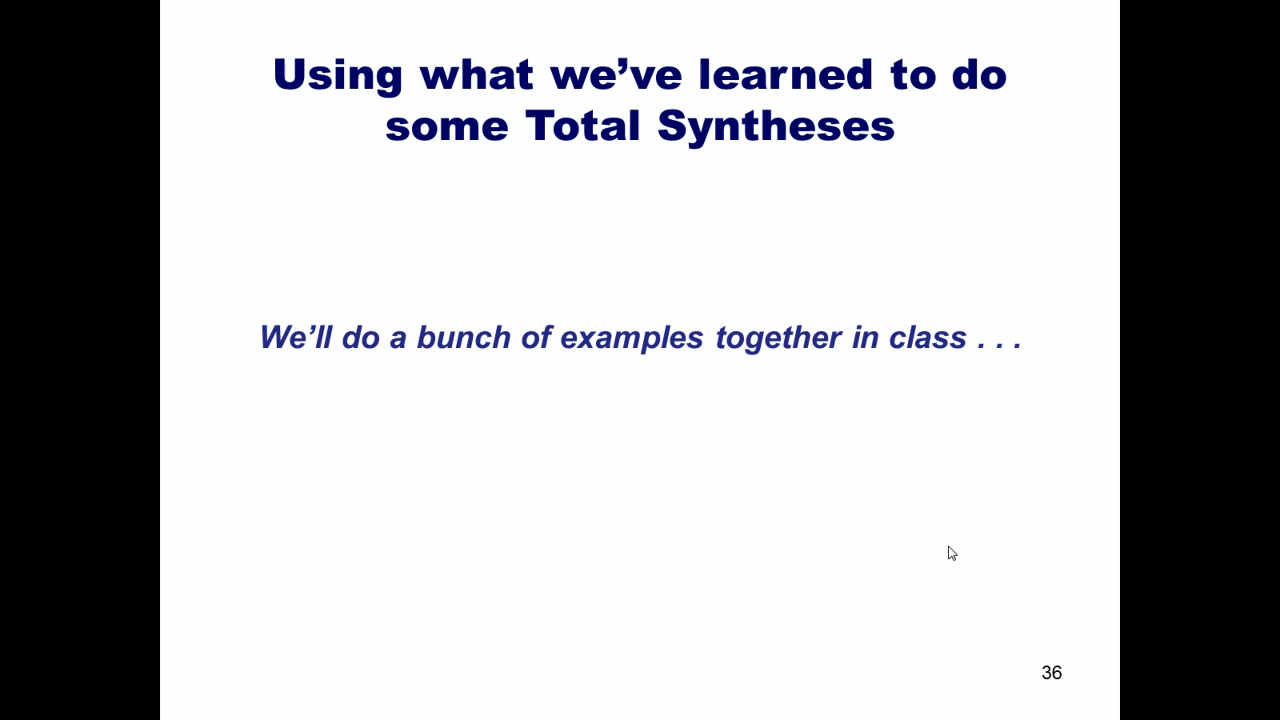 Using what we’ve learned to do
some Total Syntheses
We’ll do a bunch of examples together in class . . .
36